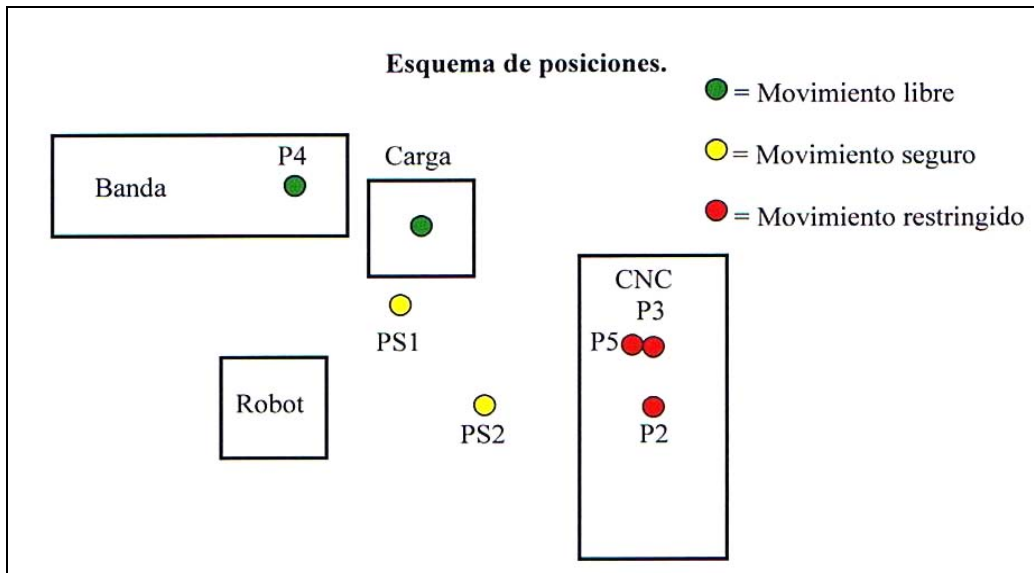 Esquema de posiciones.
= Movimiento libre
= Movimiento seguro
= Movimiento restringido
P4
Banda
Carga
CNC
P3
P5
PS1
Robot
PS2
P2